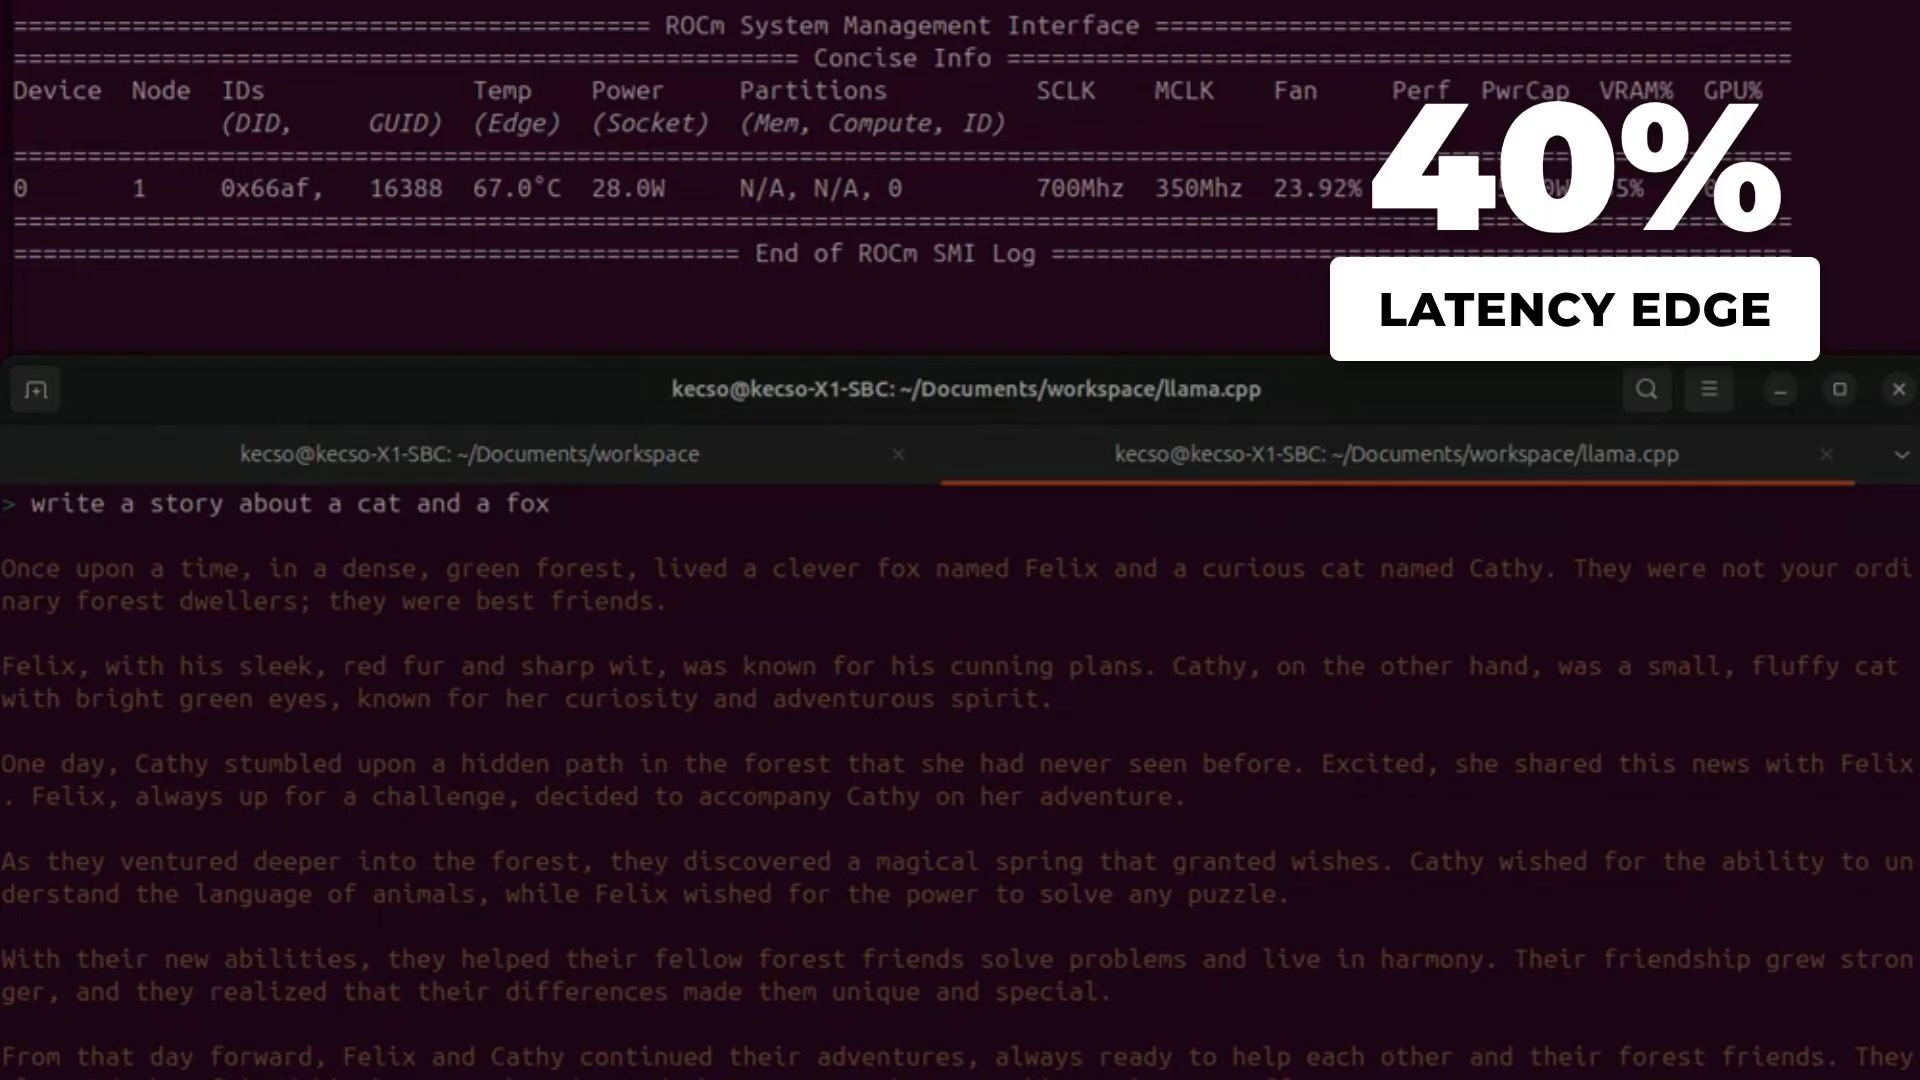 ROCm System Management Interface
Concise Info
Device Node IDs Temp Power Partitions SCLK MCLK Fan Perf PwrCap VRAM% GPU%
(DID, GUID) (Edge) (Socket) (Mem, Compute, ID)
0 1 0x66af, 16388 67.0°C 28.0W N/A, N/A, 0 700Mhz 350Mhz 23.92%
End of ROCm SMI Log
40%
LATENCY EDGE
kecso@kecso-X1-SBC: ~/Documents/workspace/llama.cpp
kecso@kecso-X1-SBC: ~/Documents/workspace
kecso@kecso-X1-SBC: ~/Documents/workspace/llama.cpp
> write a story about a cat and a fox
Once upon a time, in a dense, green forest, lived a clever fox named Felix and a curious cat named Cathy. They were not your ordi
nary forest dwellers; they were best friends.
Felix, with his sleek, red fur and sharp wit, was known for his cunning plans. Cathy, on the other hand, was a small, fluffy cat
with bright green eyes, known for her curiosity and adventurous spirit.
One day, Cathy stumbled upon a hidden path in the forest that she had never seen before. Excited, she shared this news with Felix
. Felix, always up for a challenge, decided to accompany Cathy on her adventure.
As they ventured deeper into the forest, they discovered a magical spring that granted wishes. Cathy wished for the ability to un
derstand the language of animals, while Felix wished for the power to solve any puzzle.
With their new abilities, they helped their fellow forest friends solve problems and live in harmony. Their friendship grew stron
ger, and they realized that their differences made them unique and special.
From that day forward, Felix and Cathy continued their adventures, always ready to help each other and their forest friends. They